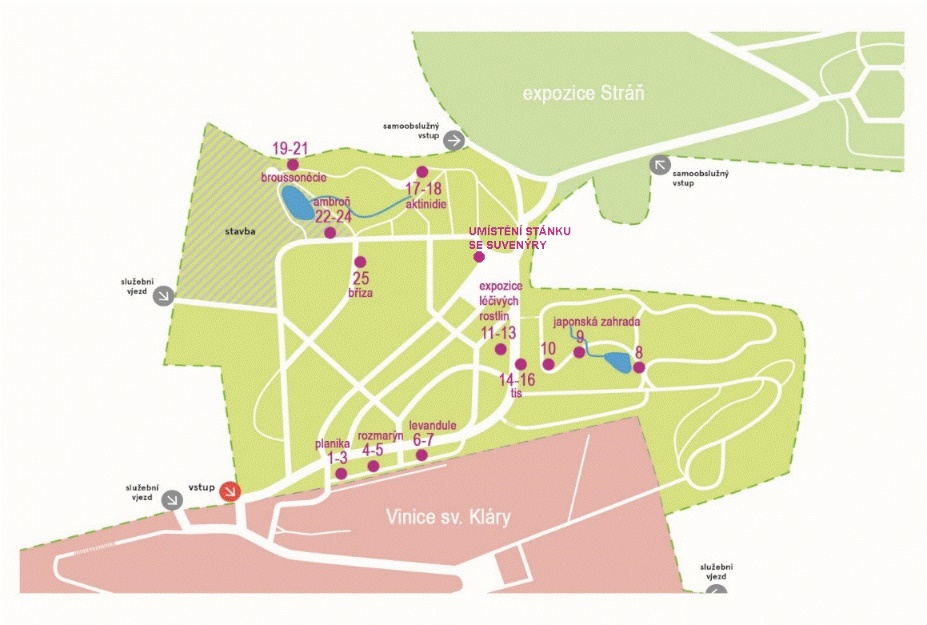 expozice Stráň
samoobslužný
vstup
samoobslužný
vstup
19-21
broussonécie
17-18
aktinidie
ambroň
22-24
stavba
UMÍSTĚNÍ STÁNKU
SE SUVENÝRY
25
bříza
služební
vjezd
expozice
léčivých
rostlin
11-13
japonská zahrada
9
10
8
14-16
tis
levandule
6-7
rozmarýn
4-5
planika
1-3
vstup
služební
vjezd
Vinice sv. Kláry
služební
vjezd